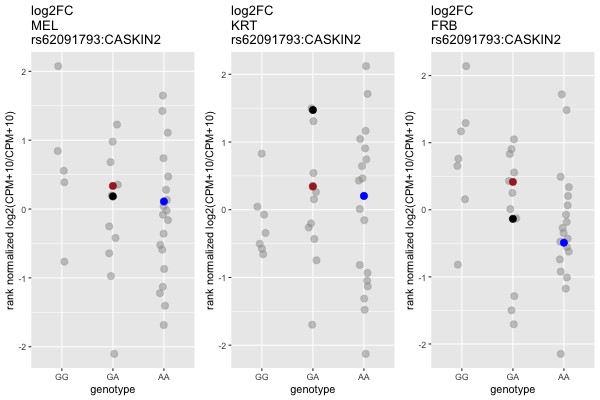 log2FC
MEL
rs62091793:CASKIN2
rank normalized log2(CPM+10/CPM+10)
2
1
0
-1
-2
GG GA AA
genotype
log2FC
KRT
rs62091793:CASKIN2
rank normalized log2(CPM+10/CPM+10)
2
1
0
-1
-2
GG GA AA
genotype
log2FC
FRB
rs62091793:CASKIN2
rank normalized log2(CPM+10/CPM+10)
2
1
0
-1
-2
GG GA AA
genotype